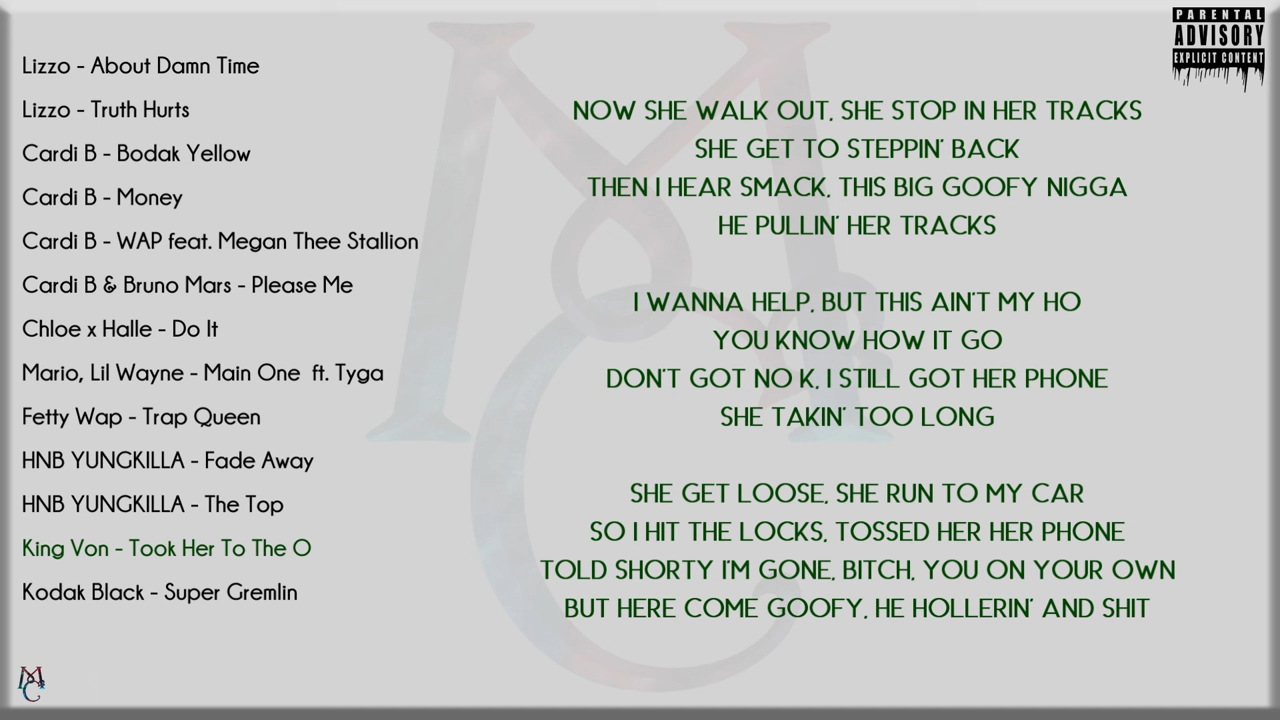 PARENTAL
ADVISORY
EXPLICIT CONTENT
Lizzo - About Damn Time
Lizzo - Truth Hurts
Cardi B - Bodak Yellow
Cardi B - Money
Cardi B - WAP feat. Megan Thee Stallion
Cardi B & Bruno Mars - Please Me
Chloe x Halle - Do It
Mario, Lil Wayne - Main One  ft. Tyga
Fetty Wap - Trap Queen
HNB YUNGKILLA - Fade Away
HNB YUNGKILLA - The Top
King Von - Took Her To The O
Kodak Black - Super Gremlin
NOW SHE WALK OUT, SHE STOP IN HER TRACKS
SHE GET TO STEPPIN' BACK
THEN I HEAR SMACK, THIS BIG GOOFY NIGGA
HE PULLIN' HER TRACKS
I WANNA HELP, BUT THIS AIN'T MY HO
YOU KNOW HOW IT GO
DON'T GOT NO K, I STILL GOT HER PHONE
SHE TAKIN' TOO LONG
SHE GET LOOSE, SHE RUN TO MY CAR
SO I HIT THE LOCKS, TOSSED HER HER PHONE
TOLD SHORTY I'M GONE, BITCH, YOU ON YOUR OWN
BUT HERE COME GOOFY, HE HOLLERIN' AND SHIT
MC